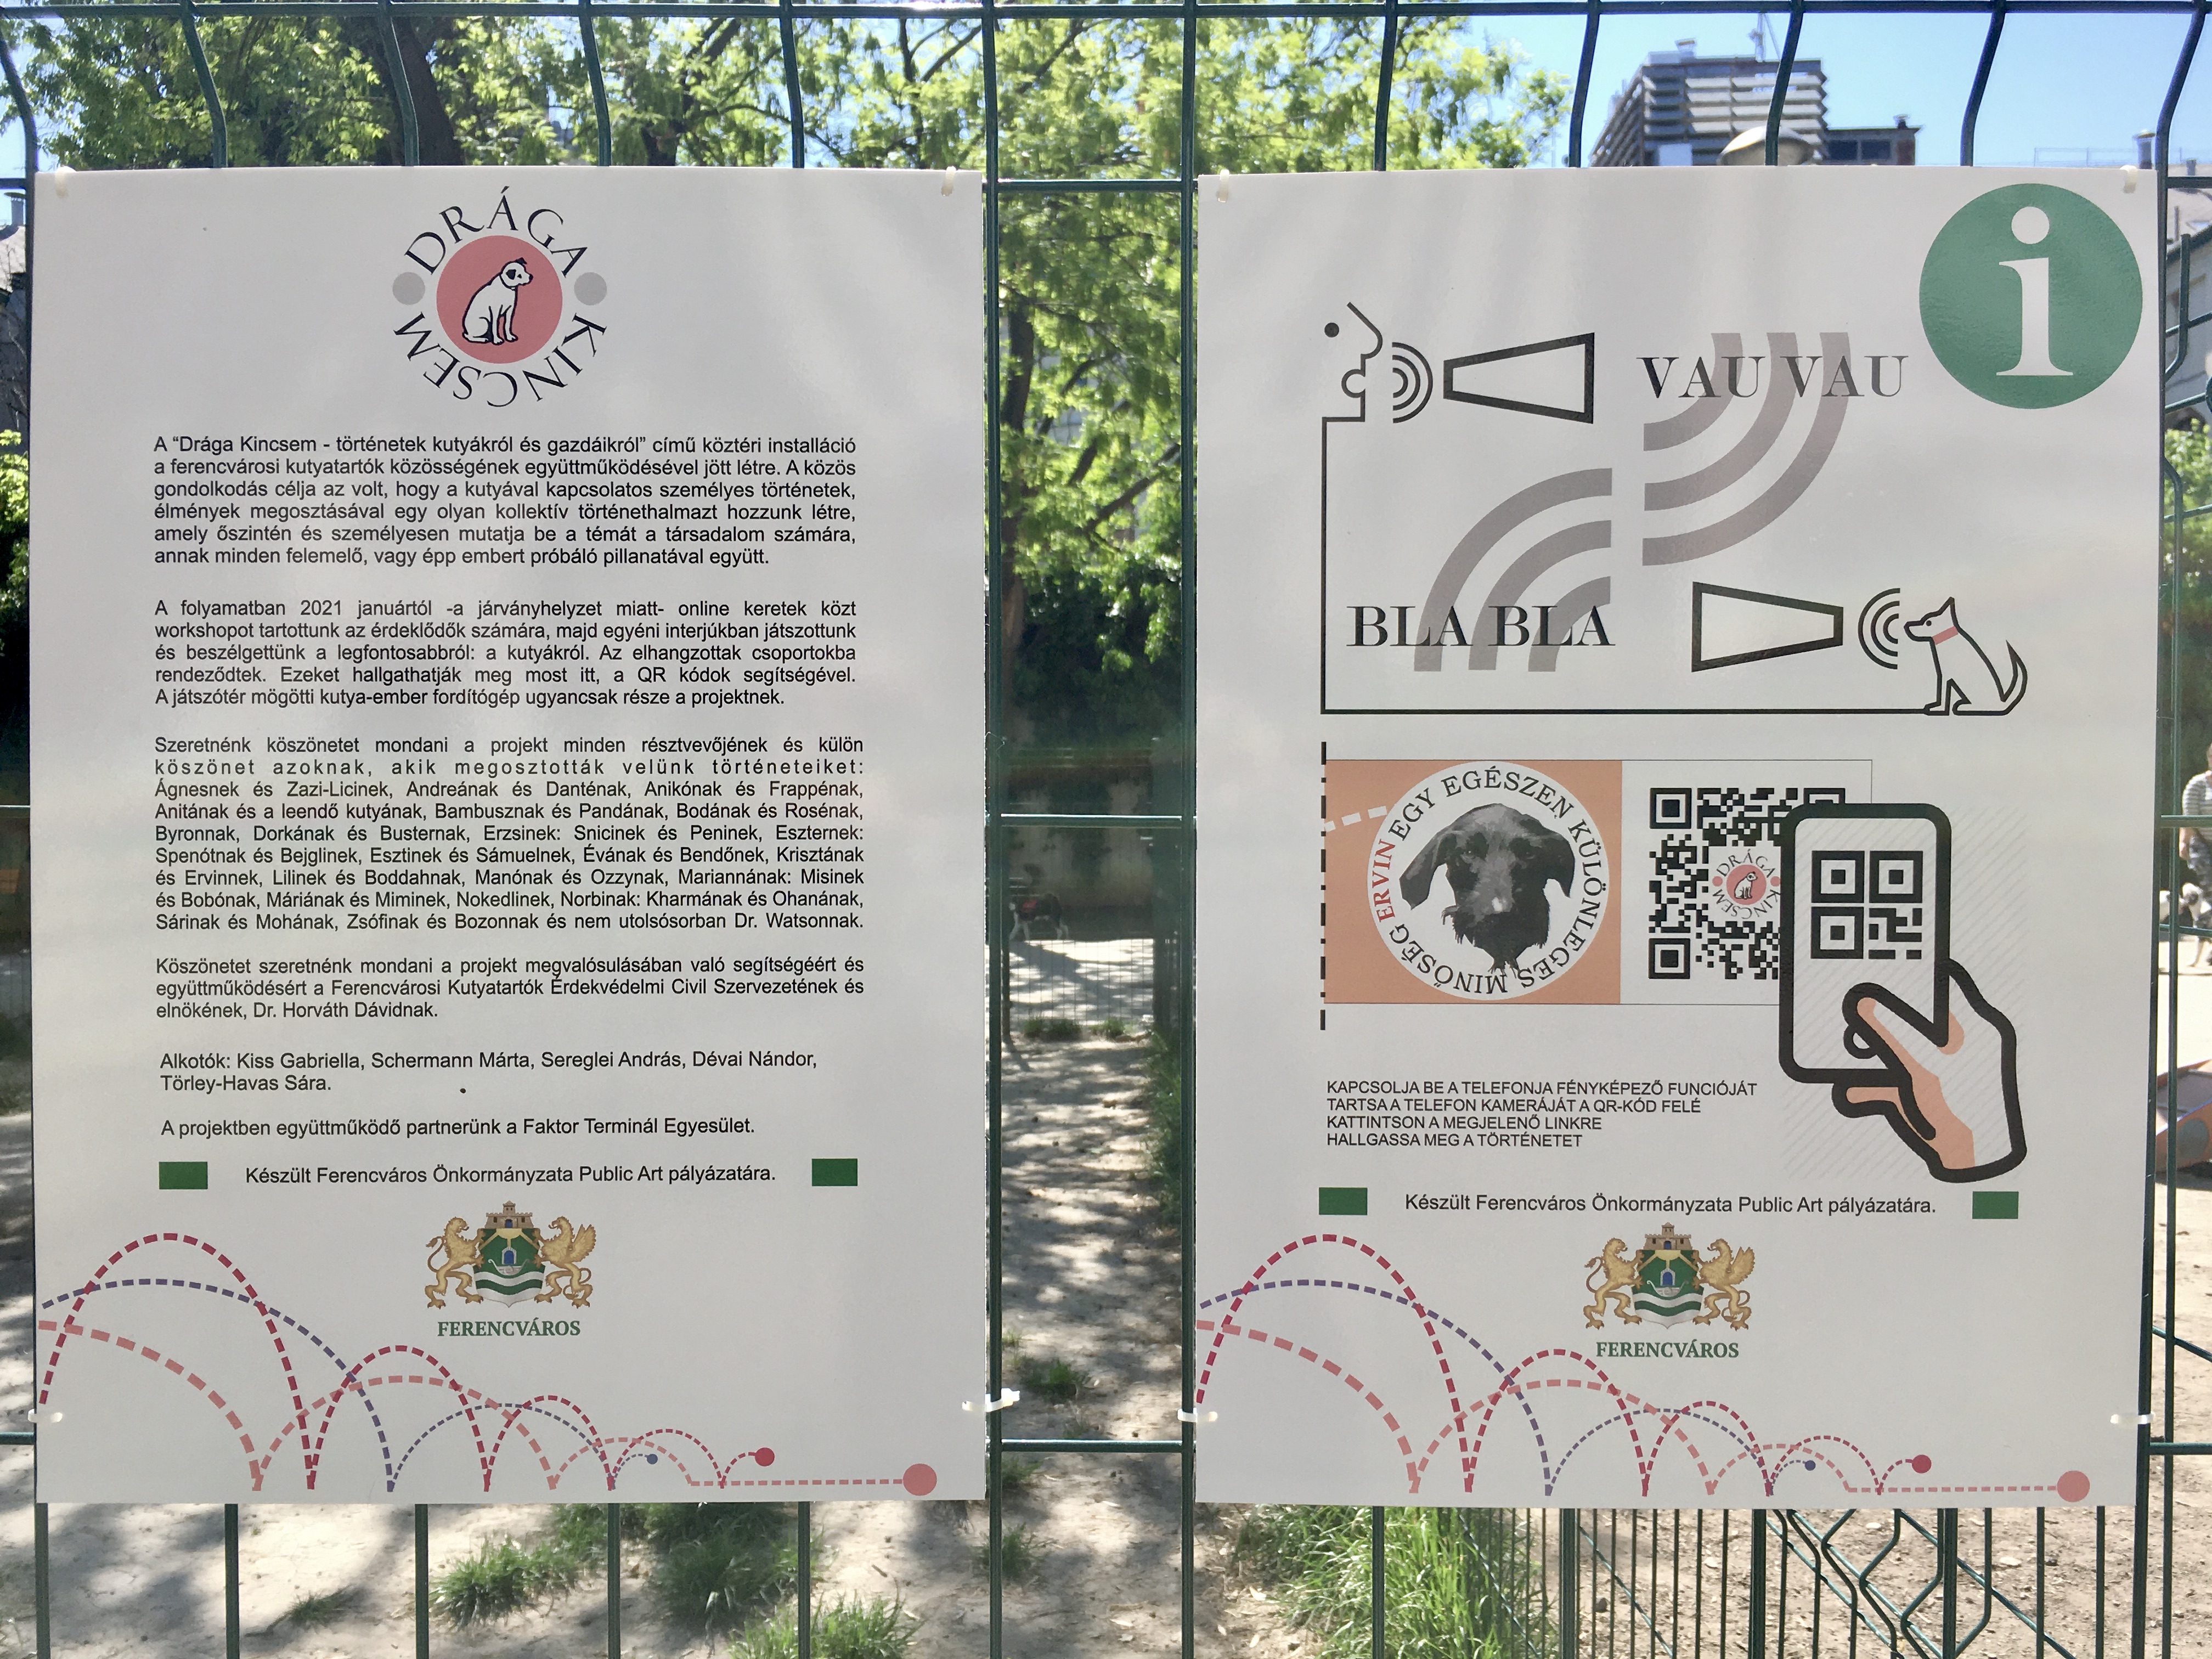 DRÁGA KINCSEM
A “Drága Kincsem - történetek kutyákról és gazdáikról” című köztéri installáció
a ferencvárosi kutyatartók közösségének együttműködésével jött létre. A közös
gondolkodás célja az volt, hogy a kutyával kapcsolatos személyes történetek,
élmények megosztásával egy olyan kollektív történethalmazt hozzunk létre,
amely őszintén és személyesen mutatja be a témát a társadalom számára,
annak minden felemelő, vagy épp embert próbáló pillanatával együtt.
A folyamatban 2021 januártól -a járványhelyzet miatt- online keretek közt
workshopot tartottunk az érdeklődők számára, majd egyéni interjúkban játszottunk
és beszélgettünk a legfontosabbról: a kutyákról. Az elhangzottak csoportokba
rendeződtek. Ezeket hallgathatják meg most itt, a QR kódok segítségével.
A játszótér mögötti kutya-ember fordítógép ugyancsak része a projektnek.
Szeretnénk köszönetet mondani a projekt minden résztvevőjének és külön
köszönet azoknak, akik megosztották velünk történeteiket:
Ágnesnek és Zazi-Licinek, Andreának és Danténak, Anikónak és Frappénak,
Anitának és a leendő kutyának, Bambusznak és Pandának, Bodának és Rosénak,
Byronnak, Dorkának és Busternak, Erzsinek: Snicinek és Peninek, Eszternek:
Spenótnak és Bejglinek, Esztinek és Sámuelnek, Évának és Bendőnek, Krisztának
és Ervinnek, Lilinek és Boddahnak, Manónak és Ozzynak, Mariannának: Misinek
és Bobónak, Máriának és Miminek, Nokedlinek, Norbinak: Kharmának és Ohanának,
Sárinak és Mohának, Zsófinak és Bozonnak és nem utolsósorban Dr. Watsonnak.
Köszönetet szeretnénk mondani a projekt megvalósulásában való segítségéért és
együttműködésért a Ferencvárosi Kutyatartók Érdekvédelmi Civil Szervezetének és
elnökének, Dr. Horváth Dávidnak.
Alkotók: Kiss Gabriella, Schermann Márta, Sereglei András, Dévai Nándor,
Törley-Havas Sára.
A projektben együttműködő partnerünk a Faktor Terminál Egyesület.
Készült Ferencváros Önkormányzata Public Art pályázatára.
FERENCVÁROS
i
VAU VAU
BLA BLA
ERVIN EGY EGÉSZEN KÜLÖNLEGES MINŐSÉG
DRÁGA KINCSEM
KAPCSOLJA BE A TELEFONJA FÉNYKÉPEZŐ FUNCIÓJÁT
TARTSA A TELEFON KAMERÁJÁT A QR-KÓD FELÉ
KATTINTSON A MEGJELENŐ LINKRE
HALLGASSA MEG A TÖRTÉNETET
Készült Ferencváros Önkormányzata Public Art pályázatára.
FERENCVÁROS